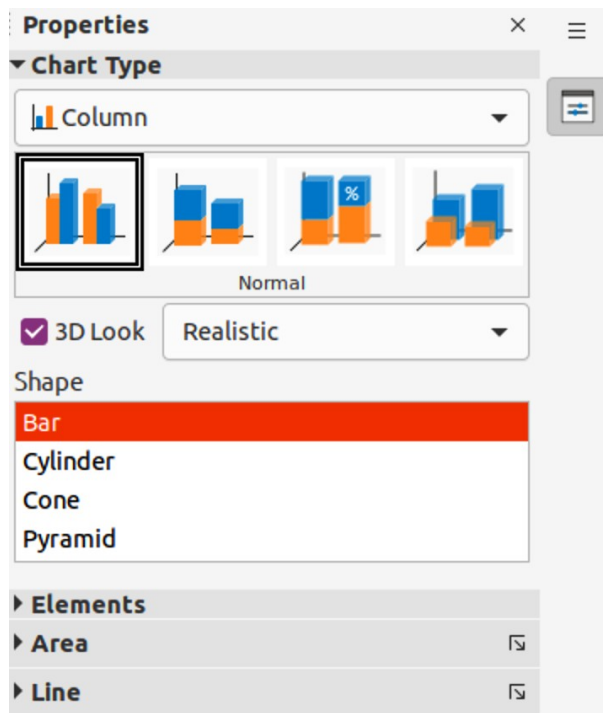 Properties
Chart Type
Column
%
Normal
3D Look Realistic
Shape
Bar
Cylinder
Cone
Pyramid
Elements
Area
Line